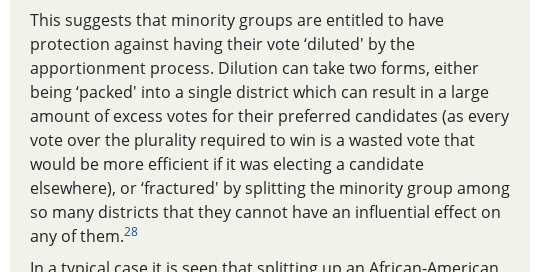 This suggests that minority groups are entitled to have
protection against having their vote ‘diluted' by the
apportionment process. Dilution can take two forms, either
being ‘packed' into a single district which can result in a large
amount of excess votes for their preferred candidates (as every
vote over the plurality required to win is a wasted vote that
would be more efficient if it was electing a candidate
elsewhere), or ‘fractured' by splitting the minority group among
so many districts that they cannot have an influential effect on
any of them.28
In a typical case it is seen that splitting up an African-American